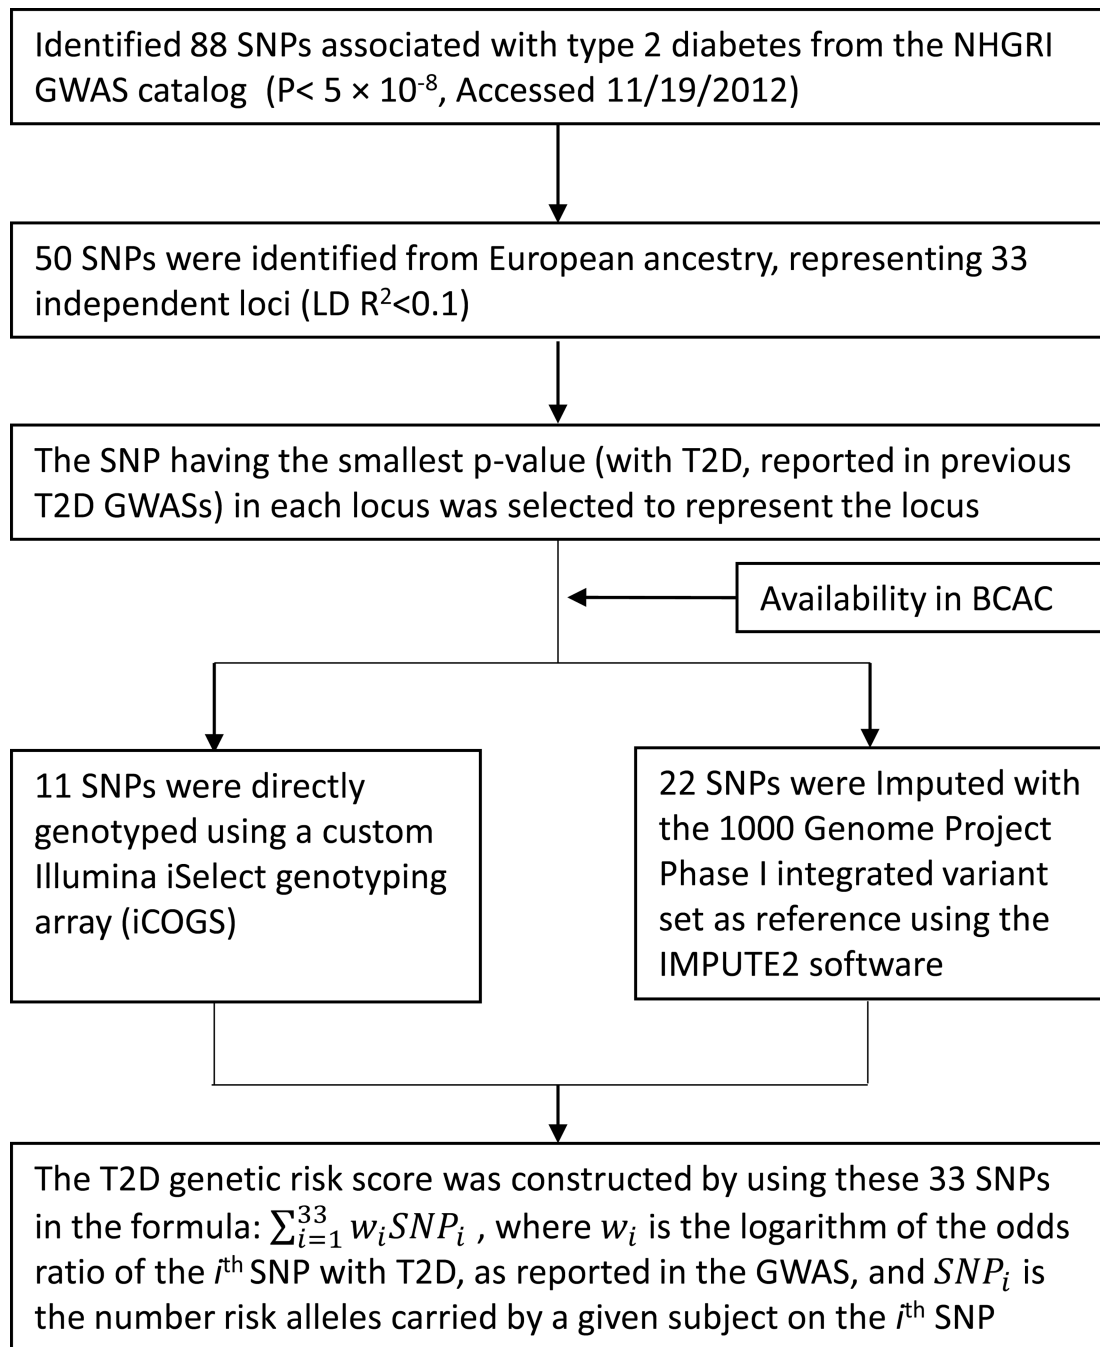 Identified 88 SNPs associated with type 2 diabetes from the NHGRI
GWAS catalog (P< 5 × 10⁻⁸, Accessed 11/19/2012)
50 SNPs were identified from European ancestry, representing 33
independent loci (LD R²<0.1)
The SNP having the smallest p-value (with T2D, reported in previous
T2D GWASs) in each locus was selected to represent the locus
Availability in BCAC
11 SNPs were directly
genotyped using a custom
Illumina iSelect genotyping
array (iCOGS)
22 SNPs were Imputed with
the 1000 Genome Project
Phase I integrated variant
set as reference using the
IMPUTE2 software
The T2D genetic risk score was constructed by using these 33 SNPs
in the formula: ∑³³ᵢ₌₁ wᵢSNPᵢ , where wᵢ is the logarithm of the odds
ratio of the iᵗʰ SNP with T2D, as reported in the GWAS, and SNPᵢ is
the number risk alleles carried by a given subject on the iᵗʰ SNP